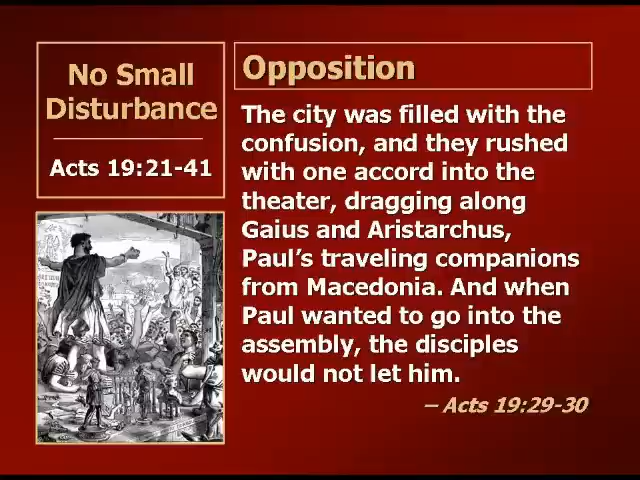 No Small
Disturbance
Acts 19:21-41
Opposition
The city was filled with the
confusion, and they rushed
with one accord into the
theater, dragging along
Gaius and Aristarchus,
Paul’s traveling companions
from Macedonia. And when
Paul wanted to go into the
assembly, the disciples
would not let him.
– Acts 19:29-30